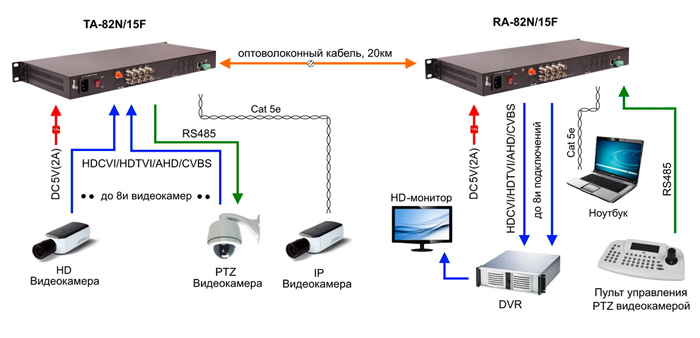 TA-82N/15F
RA-82N/15F
оптоволоконный кабель, 20км
Cat 5e
RS485
DC5V(2A)
HDCVI/HDTVI/AHD/CVBS
•• до 8и видеокамер ••
HD
Видеокамера
PTZ
Видеокамера
IP
Видеокамера
DC5V(2A)
HDCVI/HDTVI/AHD/CVBS
до 8и подключений
Cat 5e
RS485
HD-монитор
Ноутбук
DVR
Пульт управления
PTZ видеокамерой